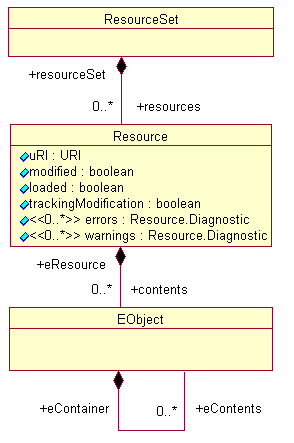 ResourceSet
+resourceSet
0..* +resources
Resource
uRI : URI
modified : boolean
loaded : boolean
trackingModification : boolean
<<0..*>> errors : Resource.Diagnostic
<<0..*>> warnings : Resource.Diagnostic
+eResource
0..* +contents
EObject
+eContainer 0..* +eContents